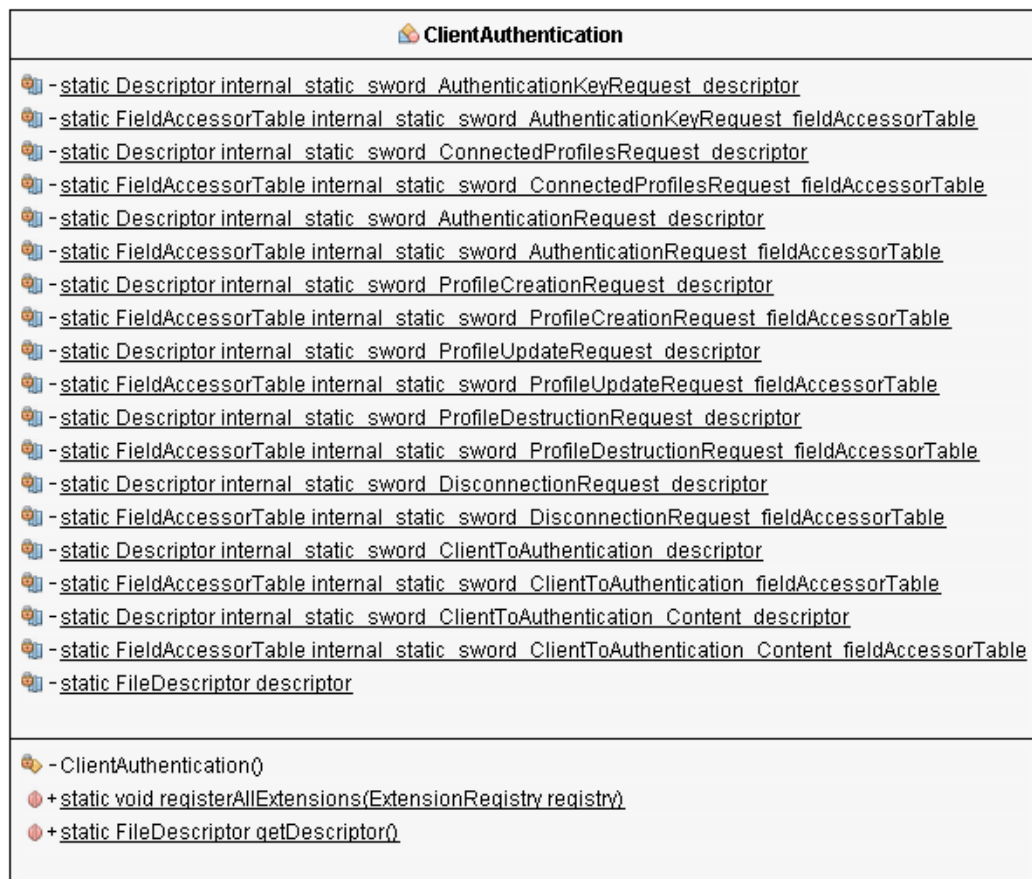 ClientAuthentication
- static Descriptor internal_static_sword_AuthenticationKeyRequest_descriptor
- static FieldAccessorTable internal_static_sword_AuthenticationKeyRequest_fieldAccessorTable
- static Descriptor internal_static_sword_ConnectedProfilesRequest_descriptor
- static FieldAccessorTable internal_static_sword_ConnectedProfilesRequest_fieldAccessorTable
- static Descriptor internal_static_sword_AuthenticationRequest_descriptor
- static FieldAccessorTable internal_static_sword_AuthenticationRequest_fieldAccessorTable
- static Descriptor internal_static_sword_ProfileCreationRequest_descriptor
- static FieldAccessorTable internal_static_sword_ProfileCreationRequest_fieldAccessorTable
- static Descriptor internal_static_sword_ProfileUpdateRequest_descriptor
- static FieldAccessorTable internal_static_sword_ProfileUpdateRequest_fieldAccessorTable
- static Descriptor internal_static_sword_ProfileDestructionRequest_descriptor
- static FieldAccessorTable internal_static_sword_ProfileDestructionRequest_fieldAccessorTable
- static Descriptor internal_static_sword_DisconnectionRequest_descriptor
- static FieldAccessorTable internal_static_sword_DisconnectionRequest_fieldAccessorTable
- static Descriptor internal_static_sword_ClientToAuthentication_descriptor
- static FieldAccessorTable internal_static_sword_ClientToAuthentication_fieldAccessorTable
- static Descriptor internal_static_sword_ClientToAuthentication_Content_descriptor
- static FieldAccessorTable internal_static_sword_ClientToAuthentication_Content_fieldAccessorTable
- static FileDescriptor descriptor
- ClientAuthentication()
+ static void registerAllExtensions(ExtensionRegistry registry)
+ static FileDescriptor getDescriptor()